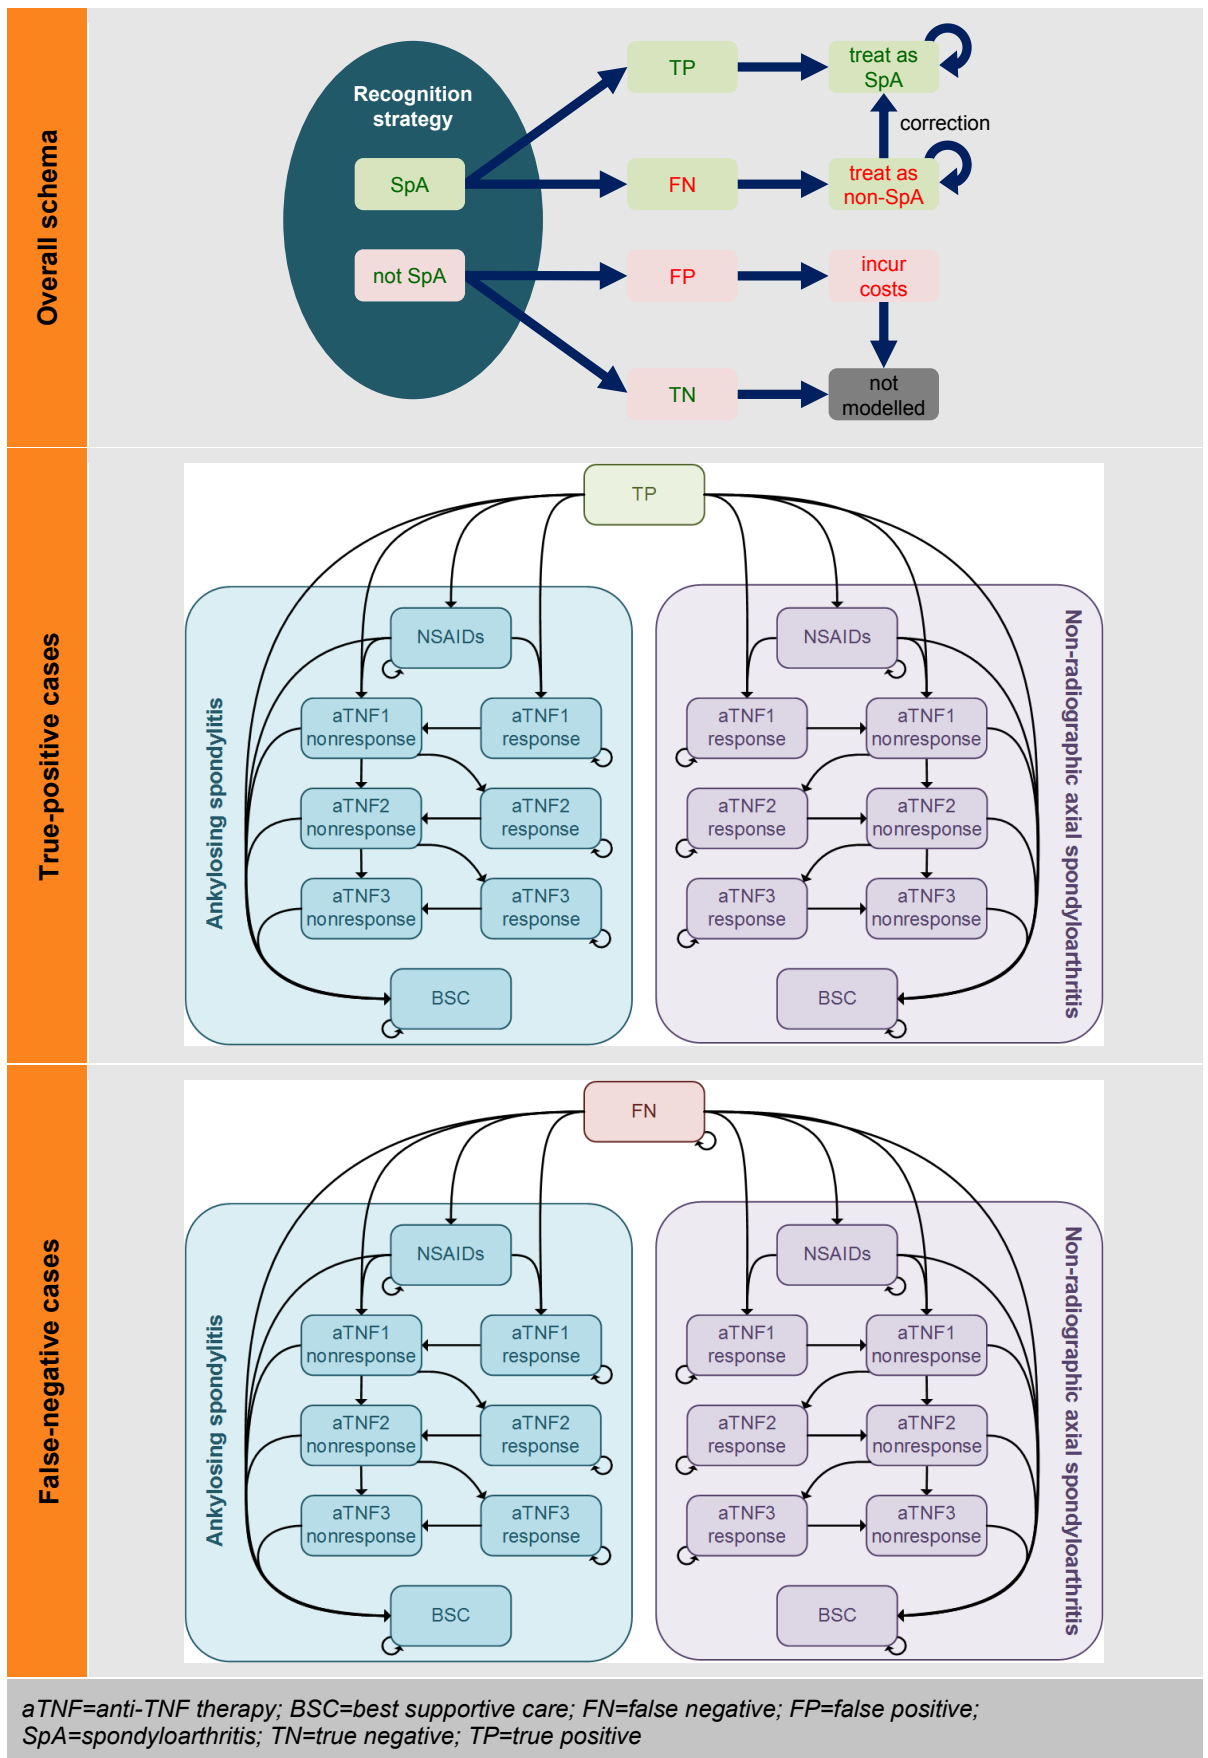 Overall schema
Recognition
strategy
SpA
not SpA
TP
FN
FP
TN
treat as
SpA
correction
treat as
non-SpA
incur
costs
not
modelled
True-positive cases
TP
Ankylosing spondylitis
NSAIDs
aTNF1
nonresponse
aTNF1
response
aTNF2
nonresponse
aTNF2
response
aTNF3
nonresponse
aTNF3
response
BSC
Non-radiographic axial spondyloarthritis
NSAIDs
aTNF1
response
aTNF1
nonresponse
aTNF2
response
aTNF2
nonresponse
aTNF3
response
aTNF3
nonresponse
BSC
False-negative cases
FN
Ankylosing spondylitis
NSAIDs
aTNF1
nonresponse
aTNF1
response
aTNF2
nonresponse
aTNF2
response
aTNF3
nonresponse
aTNF3
response
BSC
Non-radiographic axial spondyloarthritis
NSAIDs
aTNF1
response
aTNF1
nonresponse
aTNF2
response
aTNF2
nonresponse
aTNF3
response
aTNF3
nonresponse
BSC
aTNF=anti-TNF therapy; BSC=best supportive care; FN=false negative; FP=false positive;
SpA=spondyloarthritis; TN=true negative; TP=true positive